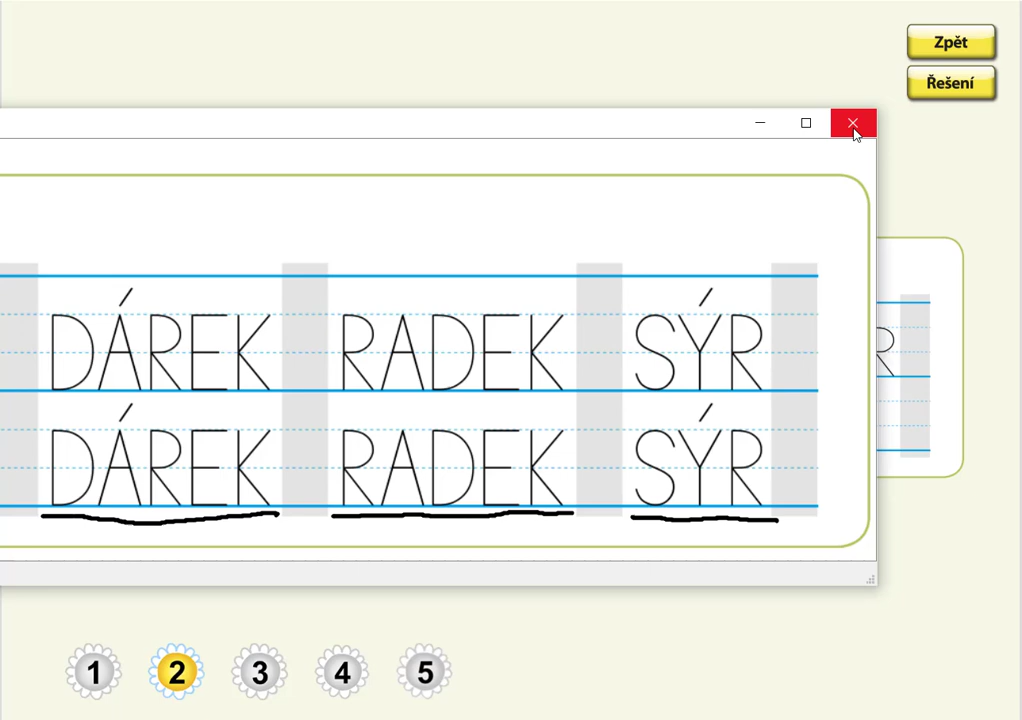 Zpět
Řešení
DÁREK RADEK SÝR
R
DÁREK RADEK SÝR
1 2 3 4 5